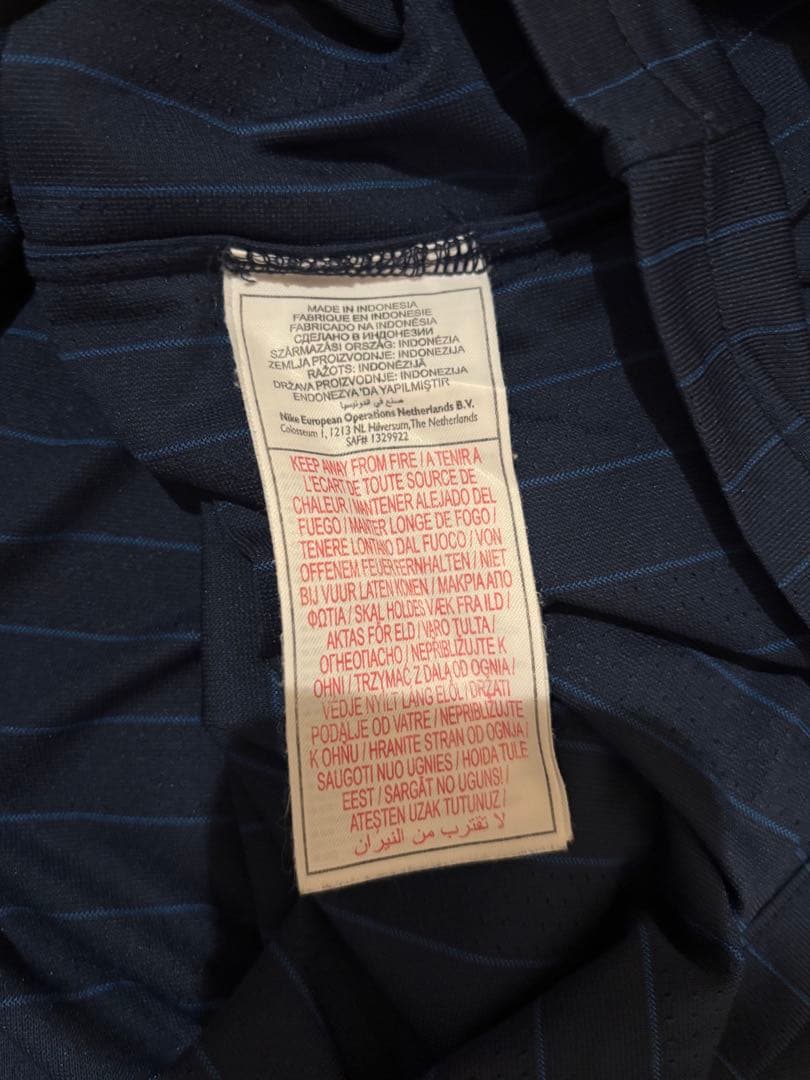 MADE IN INDONESIA
FABRIQUE EN INDONESIE
FABRICADO NA INDONÉSIA
СДЕЛАНО В ИНДОНЕЗИИ
SZÁRMAZÁSI ORSZÁG: INDONÉZIA
ZEMLJA PROIZVODNJE: INDONEZIJA
RAŽOTS: INDONĒZIJĀ
DRŽAVA PROIZVODNJE: INDONEZIJA
ENDONEZYA'DA YAPILMIŞTIR
صنع في
Nike European Operations Netherlands B.V.
Colosseum 1, 1213 NL Hilversum, The Netherlands
SAF# 1329922
KEEP AWAY FROM FIRE / A TENIR A
L'ECART DE TOUTE SOURCE DE
CHALEUR / MANTENER ALEJADO DEL
FUEGO / MANTER LONGE DE FOGO /
TENERE LONTANO DAL FUOCO / VON
OFFENEM FEUER FERNHALTEN / NIET
BIJ VUUR LATEN KOMEN / ΜΑΚΡΙΑ ΑΠΟ
ΦΩΤΙΑ / SKAL HOLDES VÆK FRA ILD /
AKTAS FÖR ELD / VARO TULTA /
ОГНЕОПАСНО / NEPŘIBLIŽUJTE K
OHNI / TRZYMAĆ Z DALA OD OGNIA /
VÉDJE NYÍLT LÁNG ELŐL / DRŽATI
PODALJE OD VATRE / NEPRIBLIŽUJTE
K OHŇU / HRANITE STRAN OD OGNJA /
SAUGOTI NUO UGNIES / HOIDA TULE
EEST / SARGĀT NO UGUNS /
ATEŞTEN UZAK TUTUNUZ /
لا تقترب من النيران